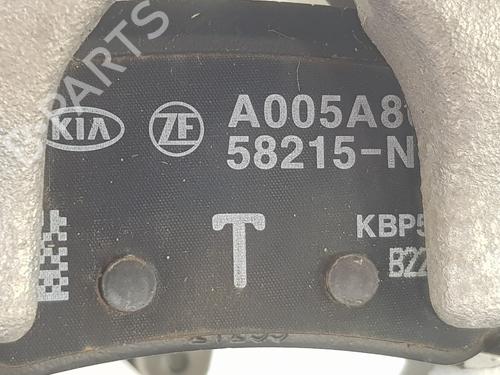 PARTS
KIA ZF A005A8
58215-N
T
KBP5
B22